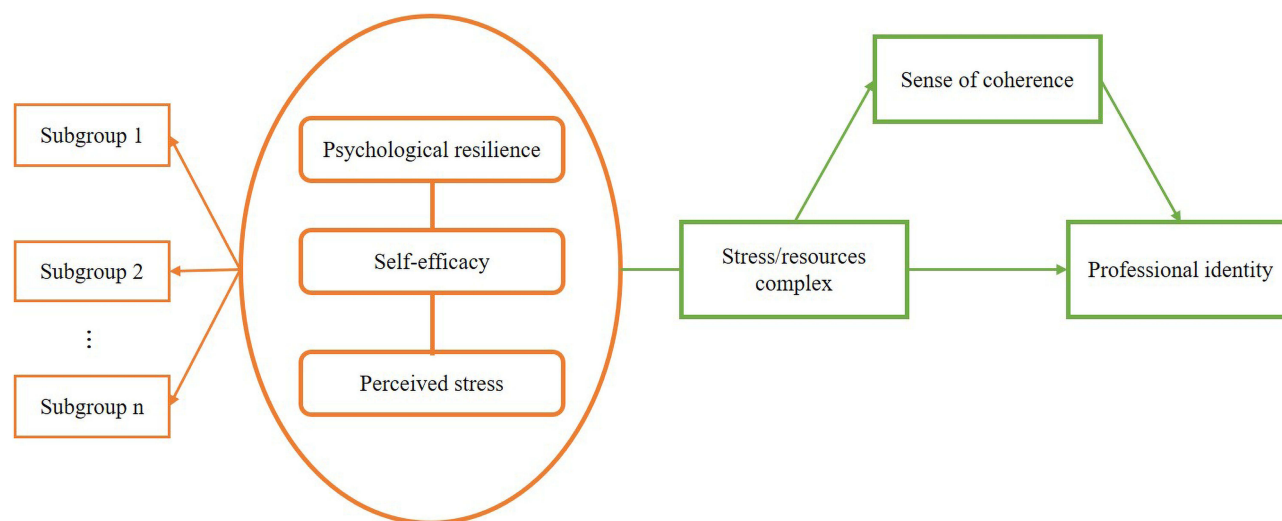 Subgroup 1
Subgroup 2
⋮
Subgroup n
Psychological resilience
Self-efficacy
Perceived stress
Stress/resources
complex
Sense of coherence
Professional identity